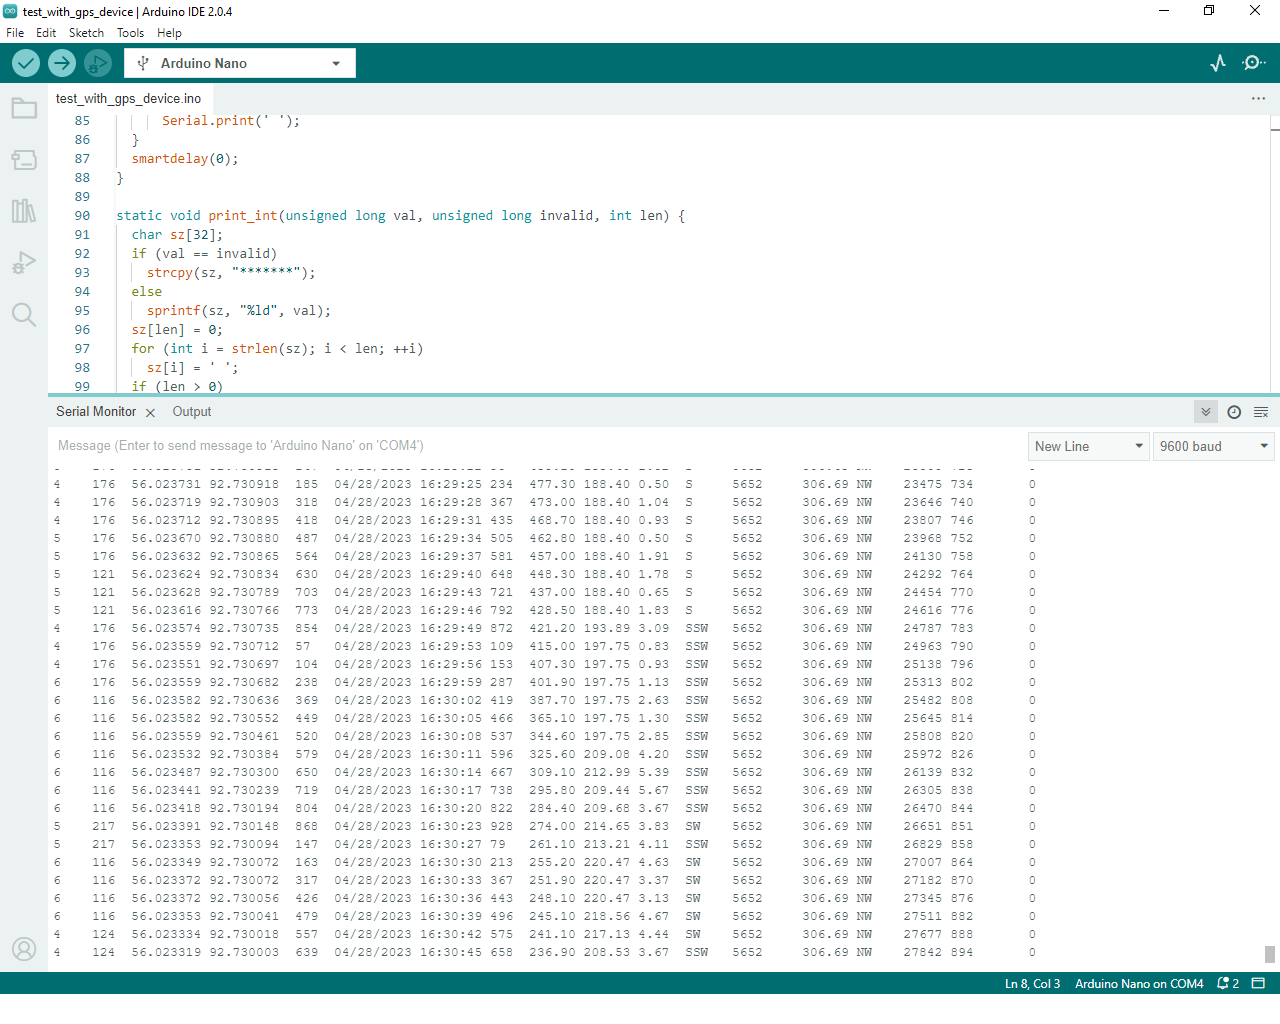 test_with_gps_device | Arduino IDE 2.0.4
File Edit Sketch Tools Help
Arduino Nano
test_with_gps_device.ino
85 Serial.print(' ');
86 }
87 smartdelay(0);
88 }
89
90 static void print_int(unsigned long val, unsigned long invalid, int len) {
91 char sz[32];
92 if (val == invalid)
93 strcpy(sz, "*******");
94 else
95 sprintf(sz, "%ld", val);
96 sz[len] = 0;
97 for (int i = strlen(sz); i < len; ++i)
98 sz[i] = ' ';
99 if (len > 0)
Serial Monitor Output
Message (Enter to send message to 'Arduino Nano' on 'COM4')
New Line 9600 baud
4 176 56.023731 92.730918 185 04/28/2023 16:29:25 234 477.30 188.40 0.50 S 5652 306.69 NW 23475 734 0
4 176 56.023719 92.730903 318 04/28/2023 16:29:28 367 473.00 188.40 1.04 S 5652 306.69 NW 23646 740 0
4 176 56.023712 92.730895 418 04/28/2023 16:29:31 435 468.70 188.40 0.93 S 5652 306.69 NW 23807 746 0
5 176 56.023670 92.730880 487 04/28/2023 16:29:34 505 462.80 188.40 0.50 S 5652 306.69 NW 23968 752 0
5 176 56.023632 92.730865 564 04/28/2023 16:29:37 581 457.00 188.40 1.91 S 5652 306.69 NW 24130 758 0
5 121 56.023624 92.730834 630 04/28/2023 16:29:40 648 448.30 188.40 1.78 S 5652 306.69 NW 24292 764 0
5 121 56.023628 92.730789 703 04/28/2023 16:29:43 721 437.00 188.40 0.65 S 5652 306.69 NW 24454 770 0
5 121 56.023616 92.730766 773 04/28/2023 16:29:46 792 428.50 188.40 1.83 S 5652 306.69 NW 24616 776 0
4 176 56.023574 92.730735 854 04/28/2023 16:29:49 872 421.20 193.89 3.09 SSW 5652 306.69 NW 24787 783 0
4 176 56.023559 92.730712 57 04/28/2023 16:29:53 109 415.00 197.75 0.83 SSW 5652 306.69 NW 24963 790 0
4 176 56.023551 92.730697 104 04/28/2023 16:29:56 153 407.30 197.75 0.93 SSW 5652 306.69 NW 25138 796 0
6 176 56.023559 92.730682 238 04/28/2023 16:29:59 287 401.90 197.75 1.13 SSW 5652 306.69 NW 25313 802 0
6 116 56.023582 92.730636 369 04/28/2023 16:30:02 419 387.70 197.75 2.63 SSW 5652 306.69 NW 25482 808 0
6 116 56.023582 92.730552 449 04/28/2023 16:30:05 466 365.10 197.75 1.30 SSW 5652 306.69 NW 25645 814 0
6 116 56.023559 92.730461 520 04/28/2023 16:30:08 537 344.60 197.75 2.85 SSW 5652 306.69 NW 25808 820 0
6 116 56.023532 92.730384 579 04/28/2023 16:30:11 596 325.60 209.08 4.20 SSW 5652 306.69 NW 25972 826 0
6 116 56.023487 92.730300 650 04/28/2023 16:30:14 667 309.10 212.99 5.39 SSW 5652 306.69 NW 26139 832 0
6 116 56.023441 92.730239 719 04/28/2023 16:30:17 738 295.80 209.44 5.67 SSW 5652 306.69 NW 26305 838 0
6 116 56.023418 92.730194 804 04/28/2023 16:30:20 822 284.40 209.68 3.67 SSW 5652 306.69 NW 26470 844 0
5 217 56.023391 92.730148 868 04/28/2023 16:30:23 928 274.00 214.65 3.83 SW 5652 306.69 NW 26651 851 0
5 217 56.023353 92.730094 147 04/28/2023 16:30:27 79 261.10 213.21 4.11 SSW 5652 306.69 NW 26829 858 0
6 116 56.023349 92.730072 163 04/28/2023 16:30:30 213 255.20 220.47 4.63 SW 5652 306.69 NW 27007 864 0
6 116 56.023372 92.730072 317 04/28/2023 16:30:33 367 251.90 220.47 3.37 SW 5652 306.69 NW 27182 870 0
6 116 56.023372 92.730056 426 04/28/2023 16:30:36 443 248.10 220.47 3.13 SW 5652 306.69 NW 27345 876 0
6 116 56.023353 92.730041 479 04/28/2023 16:30:39 496 245.10 218.56 4.67 SW 5652 306.69 NW 27511 882 0
4 124 56.023334 92.730018 557 04/28/2023 16:30:42 575 241.10 217.13 4.44 SW 5652 306.69 NW 27677 888 0
4 124 56.023319 92.730003 639 04/28/2023 16:30:45 658 236.90 208.53 3.67 SSW 5652 306.69 NW 27842 894 0
Ln 8, Col 3 Arduino Nano on COM4 2